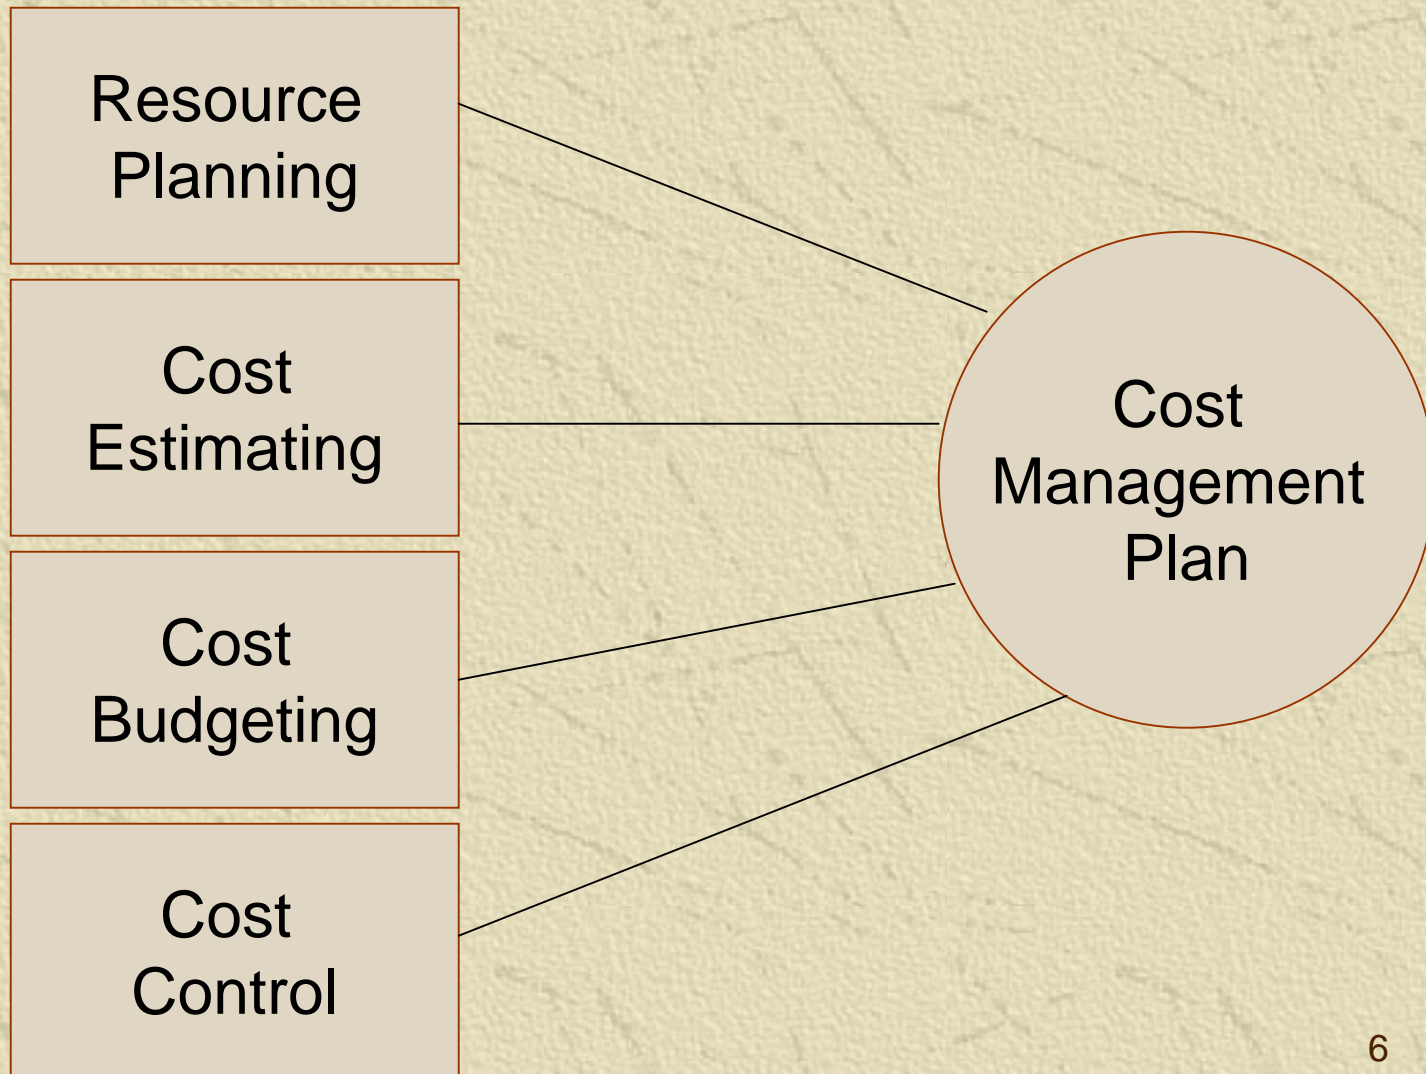 Resource
Planning
Cost
Estimating
Cost
Budgeting
Cost
Control
Cost
Management
Plan
6